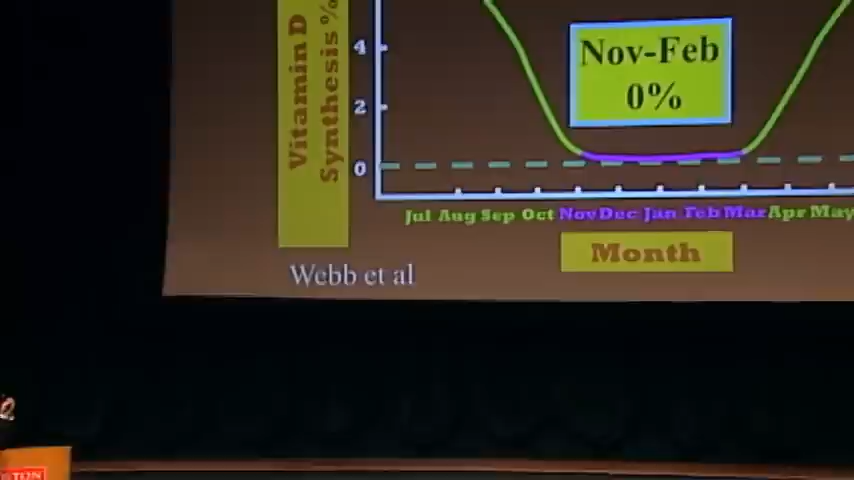 Vitamin D
Synthesis %
4
2
0
Nov-Feb
0%
Jul Aug Sep Oct Nov Dec Jan Feb Mar Apr May
Month
Webb et al
STON